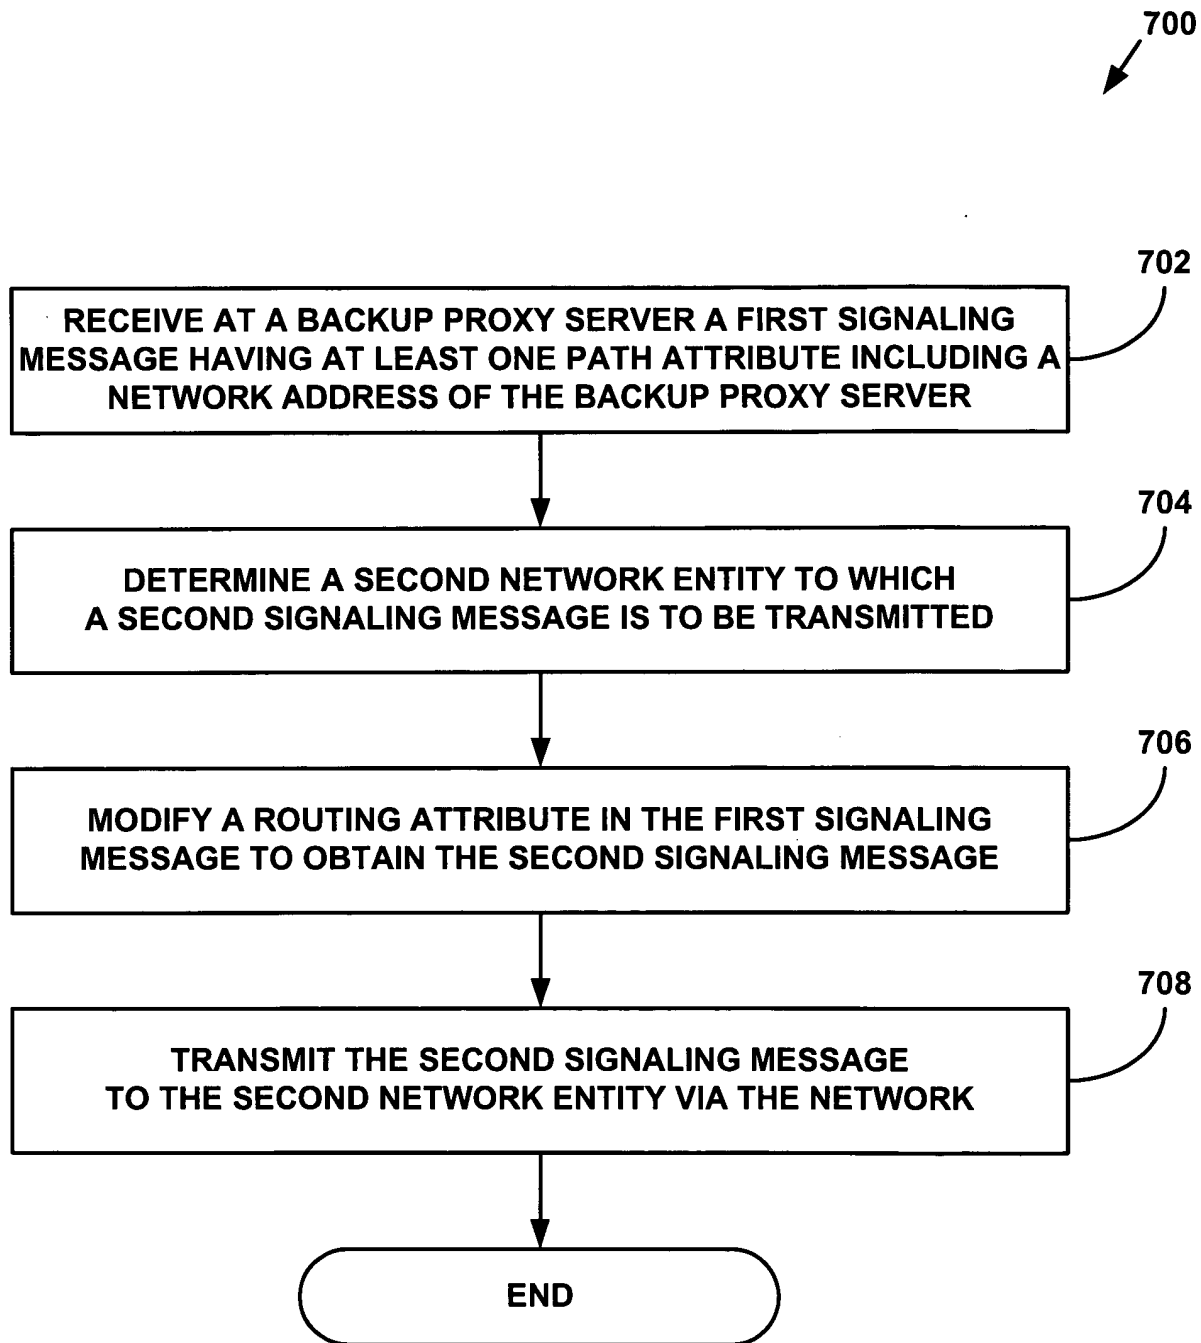 700
702
RECEIVE AT A BACKUP PROXY SERVER A FIRST SIGNALING
MESSAGE HAVING AT LEAST ONE PATH ATTRIBUTE INCLUDING A
NETWORK ADDRESS OF THE BACKUP PROXY SERVER
704
DETERMINE A SECOND NETWORK ENTITY TO WHICH
A SECOND SIGNALING MESSAGE IS TO BE TRANSMITTED
706
MODIFY A ROUTING ATTRIBUTE IN THE FIRST SIGNALING
MESSAGE TO OBTAIN THE SECOND SIGNALING MESSAGE
708
TRANSMIT THE SECOND SIGNALING MESSAGE
TO THE SECOND NETWORK ENTITY VIA THE NETWORK
END